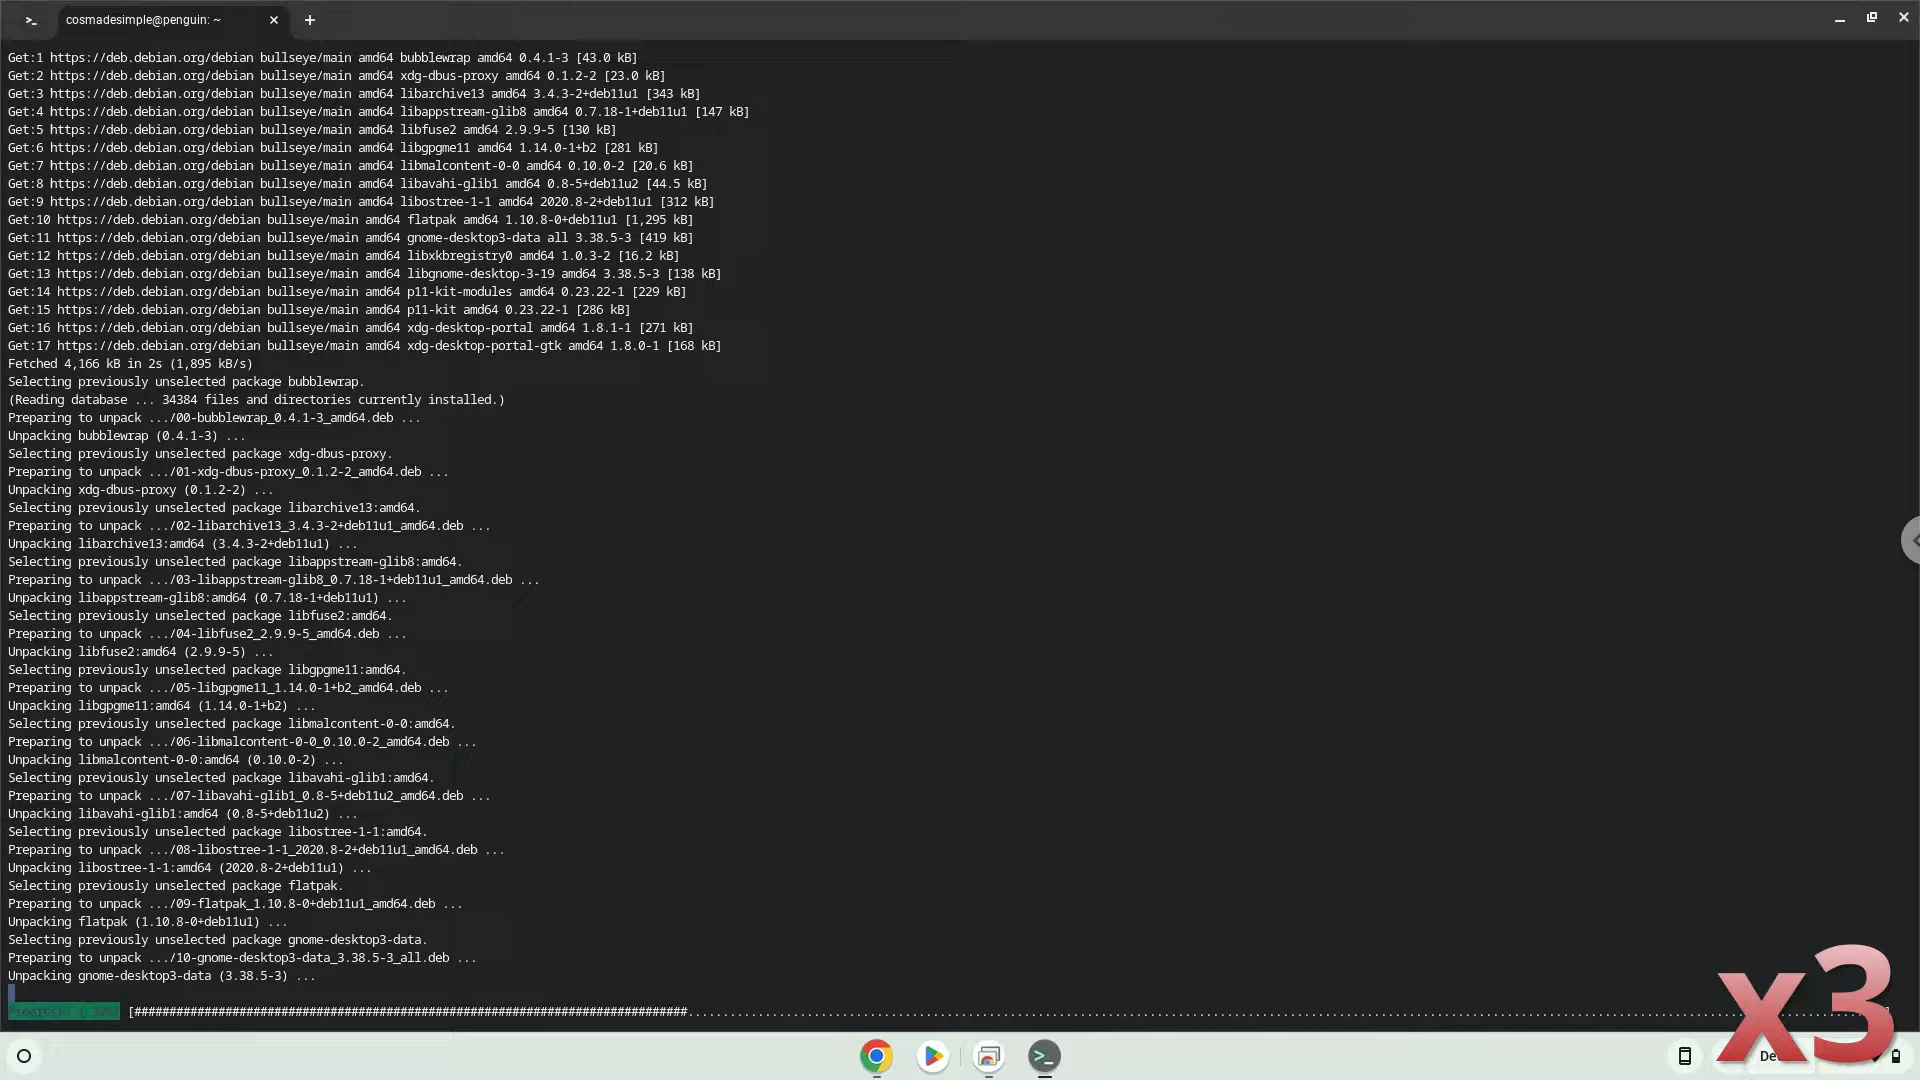 cosmadesimple@penguin: ~
Get:1 https://deb.debian.org/debian bullseye/main amd64 bubblewrap amd64 0.4.1-3 [43.0 kB]
Get:2 https://deb.debian.org/debian bullseye/main amd64 xdg-dbus-proxy amd64 0.1.2-2 [23.0 kB]
Get:3 https://deb.debian.org/debian bullseye/main amd64 libarchive13 amd64 3.4.3-2+deb11u1 [343 kB]
Get:4 https://deb.debian.org/debian bullseye/main amd64 libappstream-glib8 amd64 0.7.18-1+deb11u1 [147 kB]
Get:5 https://deb.debian.org/debian bullseye/main amd64 libfuse2 amd64 2.9.9-5 [130 kB]
Get:6 https://deb.debian.org/debian bullseye/main amd64 libgpgme11 amd64 1.14.0-1+b2 [281 kB]
Get:7 https://deb.debian.org/debian bullseye/main amd64 libmalcontent-0-0 amd64 0.10.0-2 [20.6 kB]
Get:8 https://deb.debian.org/debian bullseye/main amd64 libavahi-glib1 amd64 0.8-5+deb11u2 [44.5 kB]
Get:9 https://deb.debian.org/debian bullseye/main amd64 libostree-1-1 amd64 2020.8-2+deb11u1 [312 kB]
Get:10 https://deb.debian.org/debian bullseye/main amd64 flatpak amd64 1.10.8-0+deb11u1 [1,295 kB]
Get:11 https://deb.debian.org/debian bullseye/main amd64 gnome-desktop3-data all 3.38.5-3 [419 kB]
Get:12 https://deb.debian.org/debian bullseye/main amd64 libxkbregistry0 amd64 1.0.3-2 [16.2 kB]
Get:13 https://deb.debian.org/debian bullseye/main amd64 libgnome-desktop-3-19 amd64 3.38.5-3 [138 kB]
Get:14 https://deb.debian.org/debian bullseye/main amd64 p11-kit-modules amd64 0.23.22-1 [229 kB]
Get:15 https://deb.debian.org/debian bullseye/main amd64 p11-kit amd64 0.23.22-1 [286 kB]
Get:16 https://deb.debian.org/debian bullseye/main amd64 xdg-desktop-portal amd64 1.8.1-1 [271 kB]
Get:17 https://deb.debian.org/debian bullseye/main amd64 xdg-desktop-portal-gtk amd64 1.8.0-1 [168 kB]
Fetched 4,166 kB in 2s (1,895 kB/s)
Selecting previously unselected package bubblewrap.
(Reading database ... 34384 files and directories currently installed.)
Preparing to unpack .../00-bubblewrap_0.4.1-3_amd64.deb ...
Unpacking bubblewrap (0.4.1-3) ...
Selecting previously unselected package xdg-dbus-proxy.
Preparing to unpack .../01-xdg-dbus-proxy_0.1.2-2_amd64.deb ...
Unpacking xdg-dbus-proxy (0.1.2-2) ...
Selecting previously unselected package libarchive13:amd64.
Preparing to unpack .../02-libarchive13_3.4.3-2+deb11u1_amd64.deb ...
Unpacking libarchive13:amd64 (3.4.3-2+deb11u1) ...
Selecting previously unselected package libappstream-glib8:amd64.
Preparing to unpack .../03-libappstream-glib8_0.7.18-1+deb11u1_amd64.deb ...
Unpacking libappstream-glib8:amd64 (0.7.18-1+deb11u1) ...
Selecting previously unselected package libfuse2:amd64.
Preparing to unpack .../04-libfuse2_2.9.9-5_amd64.deb ...
Unpacking libfuse2:amd64 (2.9.9-5) ...
Selecting previously unselected package libgpgme11:amd64.
Preparing to unpack .../05-libgpgme11_1.14.0-1+b2_amd64.deb ...
Unpacking libgpgme11:amd64 (1.14.0-1+b2) ...
Selecting previously unselected package libmalcontent-0-0:amd64.
Preparing to unpack .../06-libmalcontent-0-0_0.10.0-2_amd64.deb ...
Unpacking libmalcontent-0-0:amd64 (0.10.0-2) ...
Selecting previously unselected package libavahi-glib1:amd64.
Preparing to unpack .../07-libavahi-glib1_0.8-5+deb11u2_amd64.deb ...
Unpacking libavahi-glib1:amd64 (0.8-5+deb11u2) ...
Selecting previously unselected package libostree-1-1:amd64.
Preparing to unpack .../08-libostree-1-1_2020.8-2+deb11u1_amd64.deb ...
Unpacking libostree-1-1:amd64 (2020.8-2+deb11u1) ...
Selecting previously unselected package flatpak.
Preparing to unpack .../09-flatpak_1.10.8-0+deb11u1_amd64.deb ...
Unpacking flatpak (1.10.8-0+deb11u1) ...
Selecting previously unselected package gnome-desktop3-data.
Preparing to unpack .../10-gnome-desktop3-data_3.38.5-3_all.deb ...
Unpacking gnome-desktop3-data (3.38.5-3) ...
x3